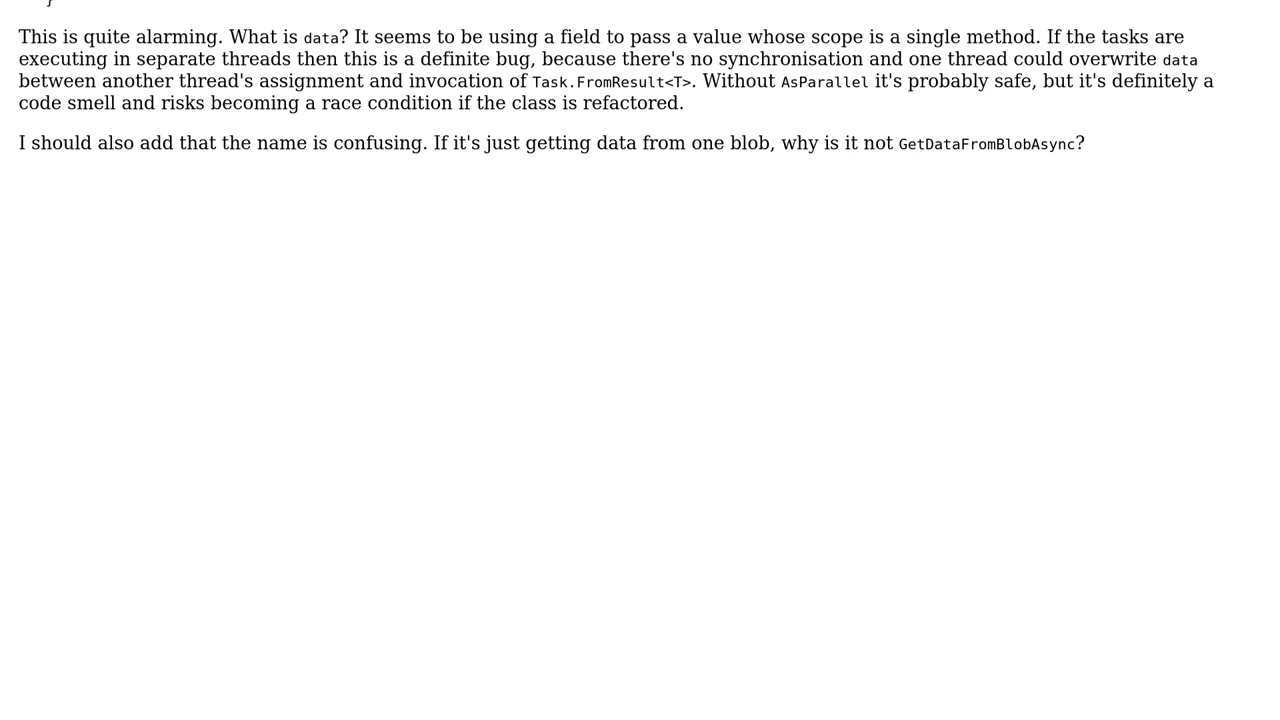 }
This is quite alarming. What is data? It seems to be using a field to pass a value whose scope is a single method. If the tasks are
executing in separate threads then this is a definite bug, because there's no synchronisation and one thread could overwrite data
between another thread's assignment and invocation of Task.FromResult<T>. Without AsParallel it's probably safe, but it's definitely a
code smell and risks becoming a race condition if the class is refactored.
I should also add that the name is confusing. If it's just getting data from one blob, why is it not GetDataFromBlobAsync?